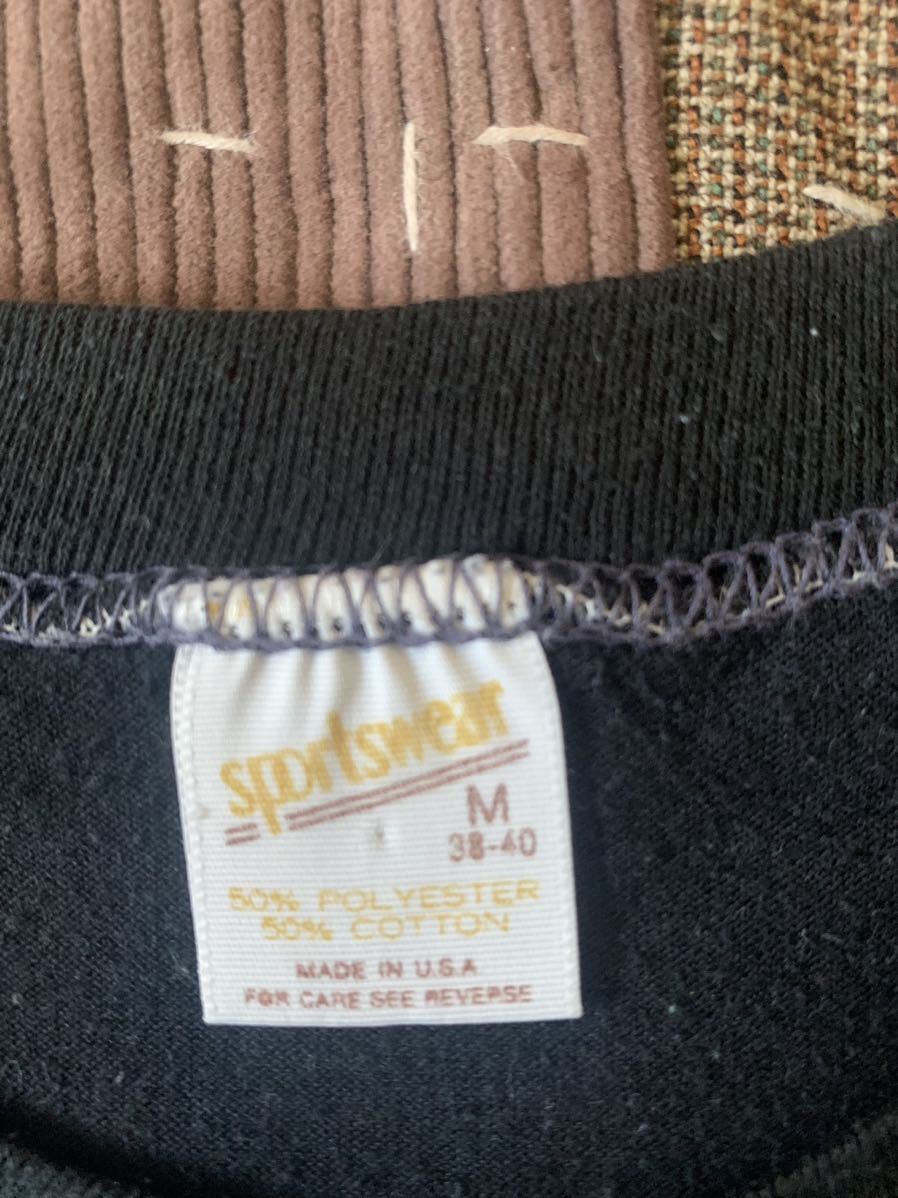 sportswear
M
38-40
50% POLYESTER
50% COTTON
MADE IN U.S.A
FOR CARE SEE REVERSE